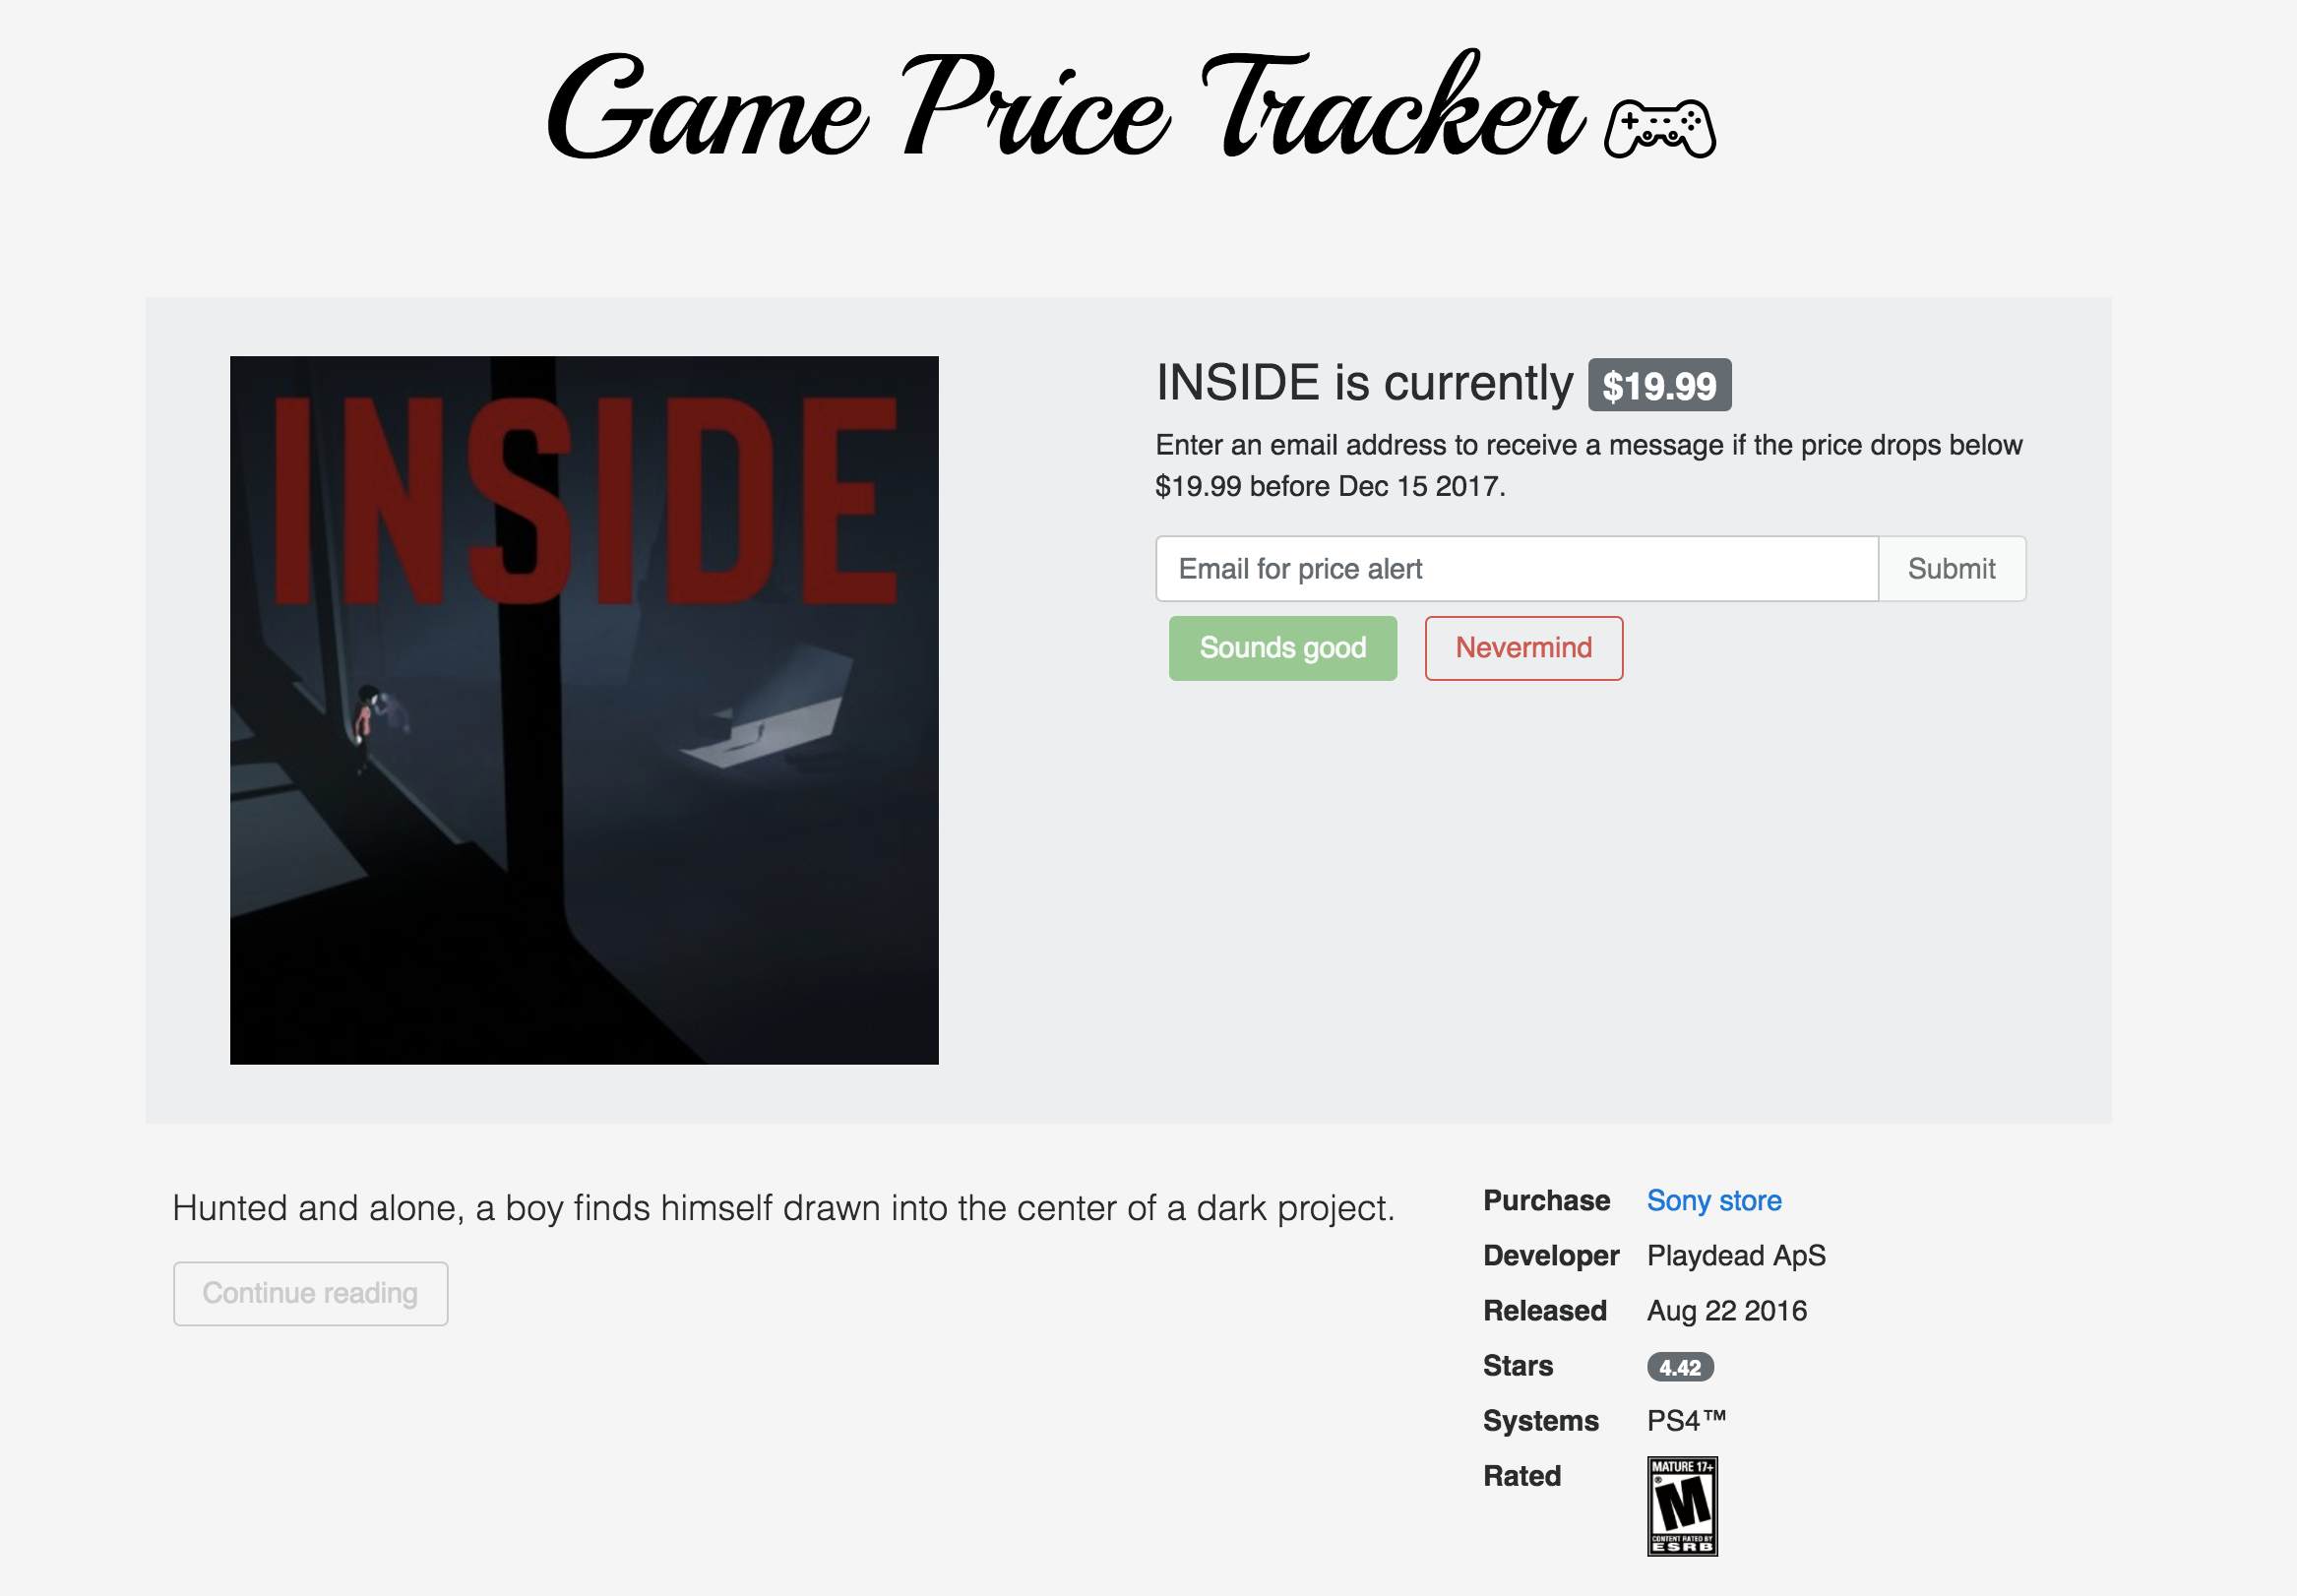 Game Price Tracker
INSIDE
INSIDE is currently $19.99
Enter an email address to receive a message if the price drops below
$19.99 before Dec 15 2017.
Email for price alert Submit
Sounds good Nevermind
Hunted and alone, a boy finds himself drawn into the center of a dark project.
Continue reading
Purchase Sony store
Developer Playdead ApS
Released Aug 22 2016
Stars 4.42
Systems PS4™
Rated
MATURE 17+
M
®
CONTENT RATED BY
ESRB